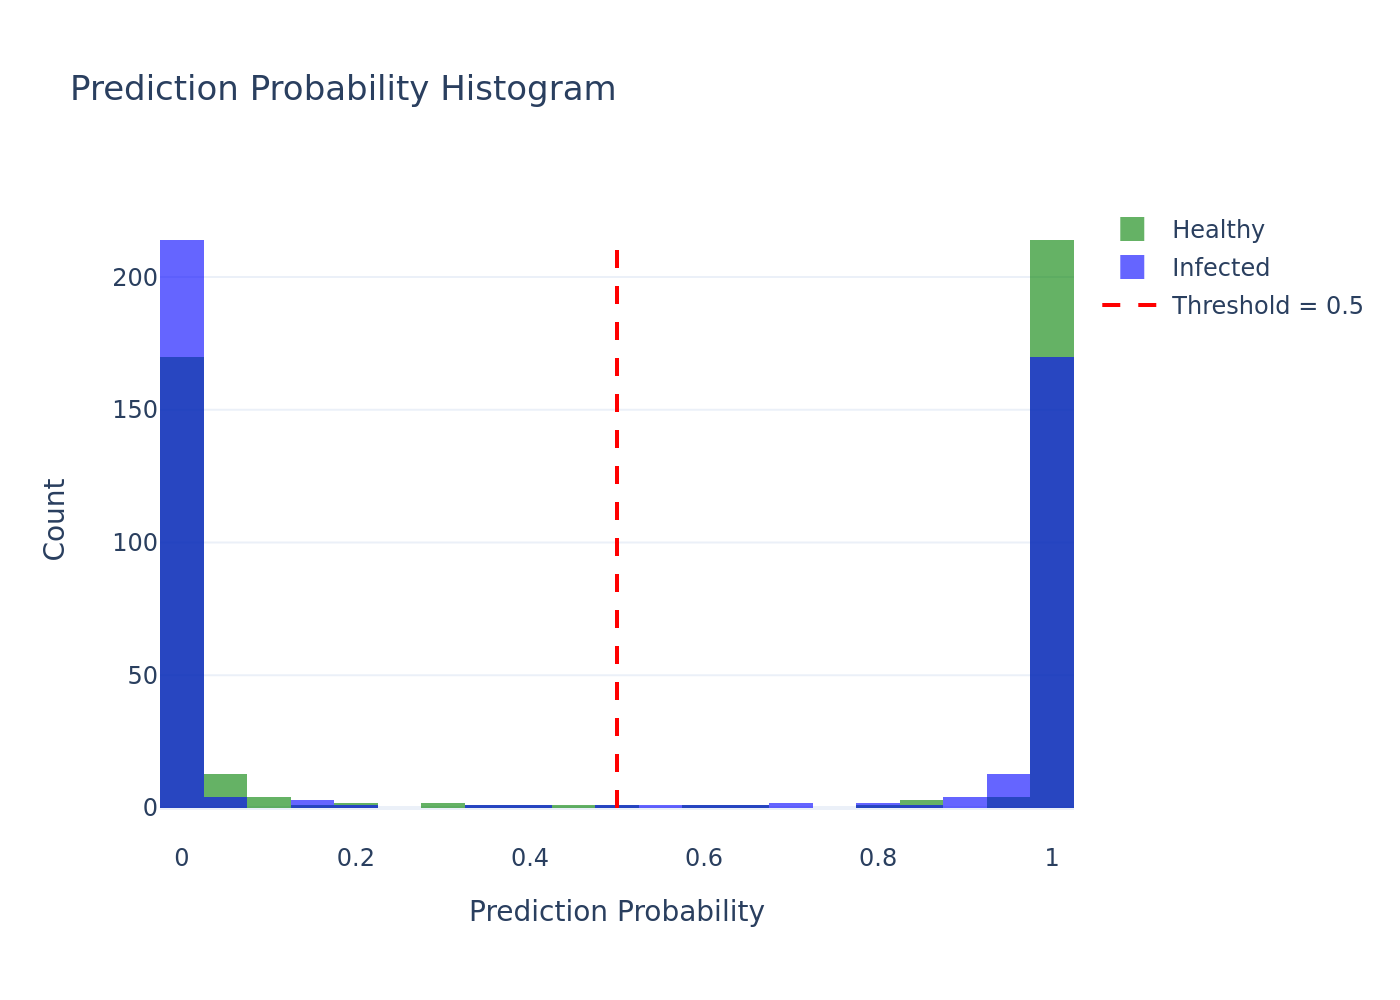 Prediction Probability Histogram
Healthy
Infected
Threshold = 0.5
200
150
100
50
0
Count
0 0.2 0.4 0.6 0.8 1
Prediction Probability